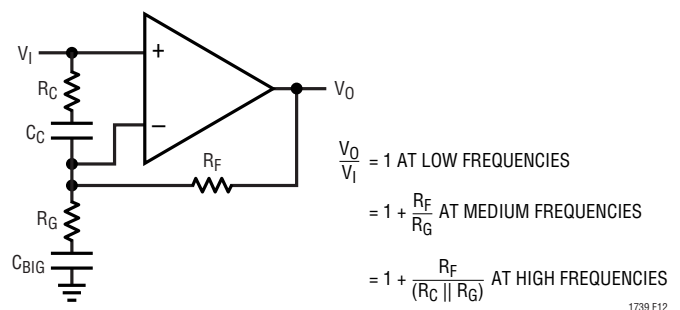 V_I
+
V_O
R_C
C_C
–
R_F
R_G
C_BIG
V_O/V_I = 1 AT LOW FREQUENCIES
= 1 + R_F/R_G AT MEDIUM FREQUENCIES
= 1 + R_F/(R_C || R_G) AT HIGH FREQUENCIES
1739 F12